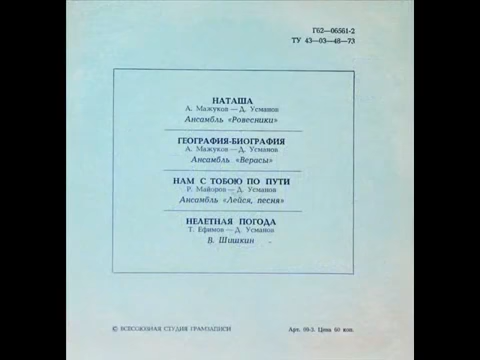 Г62—06561-2
ТУ 43—03—48—73
НАТАША
А. Мажуков — Д. Усманов
Ансамбль «Ровесники»
ГЕОГРАФИЯ-БИОГРАФИЯ
А. Мажуков — Д. Усманов
Ансамбль «Верасы»
НАМ С ТОБОЮ ПО ПУТИ
Р. Майоров — Д. Усманов
Ансамбль «Лейся, песня»
НЕЛЕТНАЯ ПОГОДА
Т. Ефимов — Д. Усманов
В. Шишкин
© ВСЕСОЮЗНАЯ СТУДИЯ ГРАМЗАПИСИ
Арт. 09-3. Цена 60 коп.